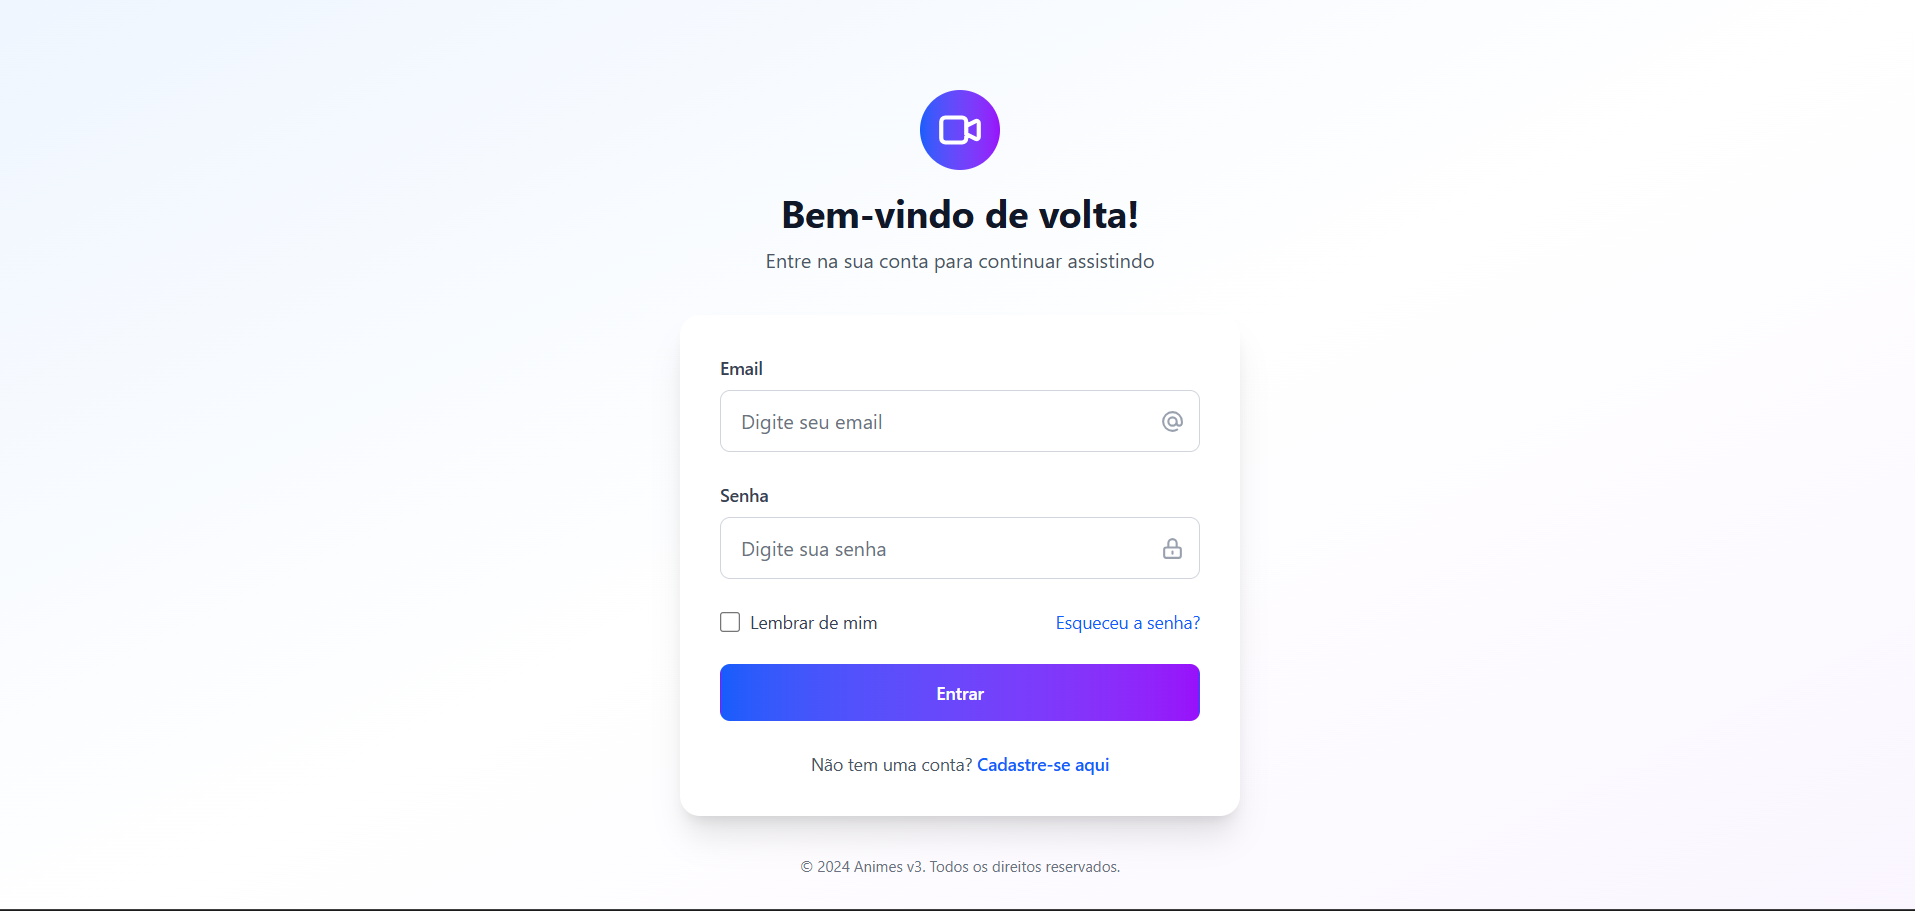 Bem-vindo de volta!
Entre na sua conta para continuar assistindo
Email
Digite seu email
Senha
Digite sua senha
Lembrar de mim
Esqueceu a senha?
Entrar
Não tem uma conta? Cadastre-se aqui
© 2024 Animes v3. Todos os direitos reservados.